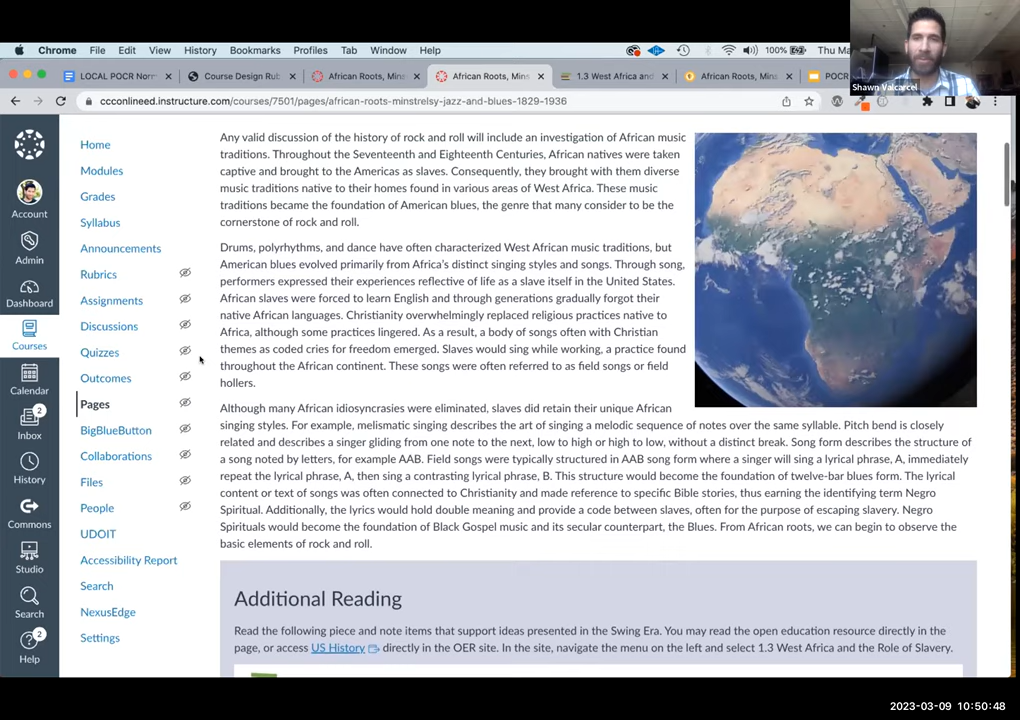 Chrome File Edit View History Bookmarks Profiles Tab Window Help 100% Thu Ma
Shawn Valcarcel
LOCAL POCR Norm Course Design Rub African Roots, Mins African Roots, Mins 1.3 West Africa and African Roots, Mins POCR
ccconlineed.instructure.com/courses/7501/pages/african-roots-minstrelsy-jazz-and-blues-1829-1936
Account
Admin
Dashboard
Courses
Calendar
2
Inbox
History
Commons
Studio
Search
2
Help
Home
Modules
Grades
Syllabus
Announcements
Rubrics
Assignments
Discussions
Quizzes
Outcomes
Pages
BigBlueButton
Collaborations
Files
People
UDOIT
Accessibility Report
Search
NexusEdge
Settings
Any valid discussion of the history of rock and roll will include an investigation of African music
traditions. Throughout the Seventeenth and Eighteenth Centuries, African natives were taken
captive and brought to the Americas as slaves. Consequently, they brought with them diverse
music traditions native to their homes found in various areas of West Africa. These music
traditions became the foundation of American blues, the genre that many consider to be the
cornerstone of rock and roll.
Drums, polyrhythms, and dance have often characterized West African music traditions, but
American blues evolved primarily from Africa's distinct singing styles and songs. Through song,
performers expressed their experiences reflective of life as a slave itself in the United States.
African slaves were forced to learn English and through generations gradually forgot their
native African languages. Christianity overwhelmingly replaced religious practices native to
Africa, although some practices lingered. As a result, a body of songs often with Christian
themes as coded cries for freedom emerged. Slaves would sing while working, a practice found
throughout the African continent. These songs were often referred to as field songs or field
hollers.
Although many African idiosyncrasies were eliminated, slaves did retain their unique African
singing styles. For example, melismatic singing describes the art of singing a melodic sequence of notes over the same syllable. Pitch bend is closely
related and describes a singer gliding from one note to the next, low to high or high to low, without a distinct break. Song form describes the structure of
a song noted by letters, for example AAB. Field songs were typically structured in AAB song form where a singer will sing a lyrical phrase, A, immediately
repeat the lyrical phrase, A, then sing a contrasting lyrical phrase, B. This structure would become the foundation of twelve-bar blues form. The lyrical
content or text of songs was often connected to Christianity and made reference to specific Bible stories, thus earning the identifying term Negro
Spiritual. Additionally, the lyrics would hold double meaning and provide a code between slaves, often for the purpose of escaping slavery. Negro
Spirituals would become the foundation of Black Gospel music and its secular counterpart, the Blues. From African roots, we can begin to observe the
basic elements of rock and roll.
Additional Reading
Read the following piece and note items that support ideas presented in the Swing Era. You may read the open education resource directly in the
page, or access US History directly in the OER site. In the site, navigate the menu on the left and select 1.3 West Africa and the Role of Slavery.
2023-03-09 10:50:48